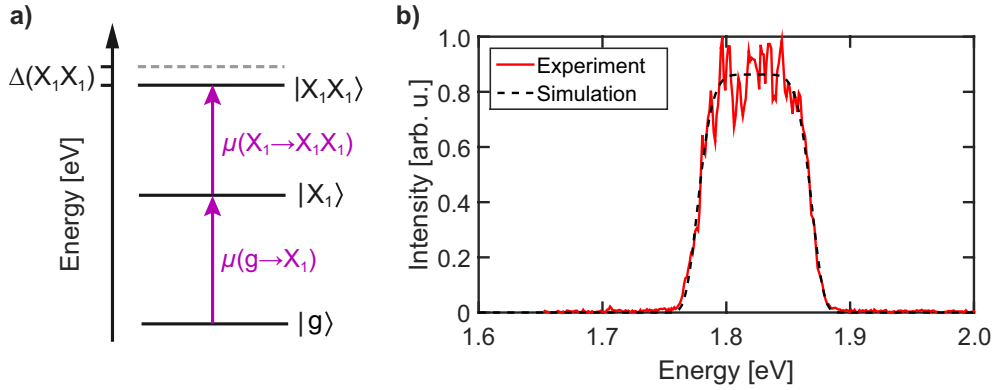 a)
Energy [eV]
Δ(X₁X₁)
|X₁X₁⟩
μ(X₁→X₁X₁)
|X₁⟩
μ(g→X₁)
|g⟩
b)
Intensity [arb. u.]
1.0
0.8
0.6
0.4
0.2
0
Experiment
Simulation
1.6 1.7 1.8 1.9 2.0
Energy [eV]